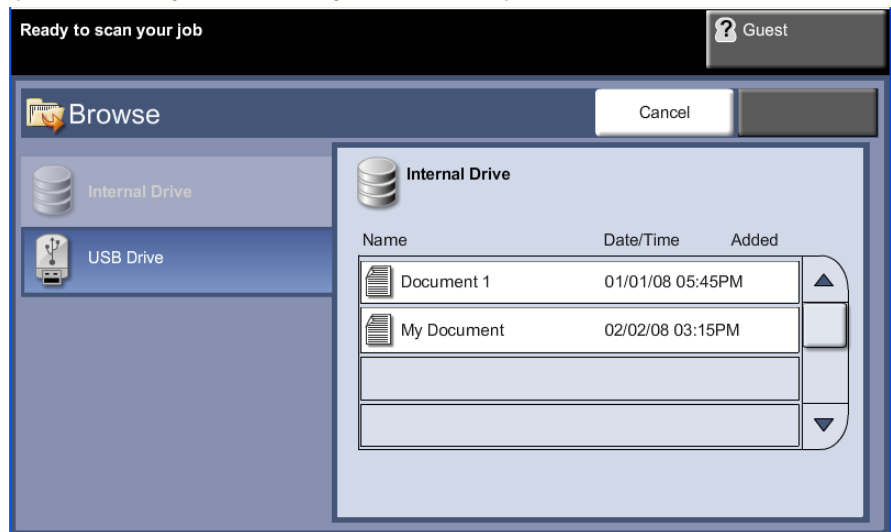 Ready to scan your job
Guest
Browse
Cancel
Internal Drive
USB Drive
Internal Drive
Name Date/Time Added
Document 1 01/01/08 05:45PM
My Document 02/02/08 03:15PM